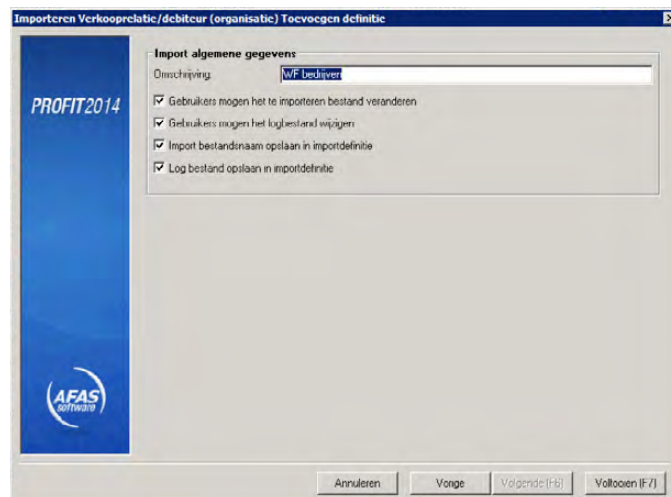 Importeren Verkooprelatie/debiteur (organisatie) Toevoegen definitie
PROFIT2014
Import algemene gegevens
Omschrijving:
WF bedrijven
Gebruikers mogen het te importeren bestand veranderen
Gebruikers mogen het logbestand wijzigen
Import bestandsnaam opslaan in importdefinitie
Log bestand opslaan in importdefinitie
AFAS
software
Annuleren
Vorige
Volgende (F6)
Voltooien (F7)